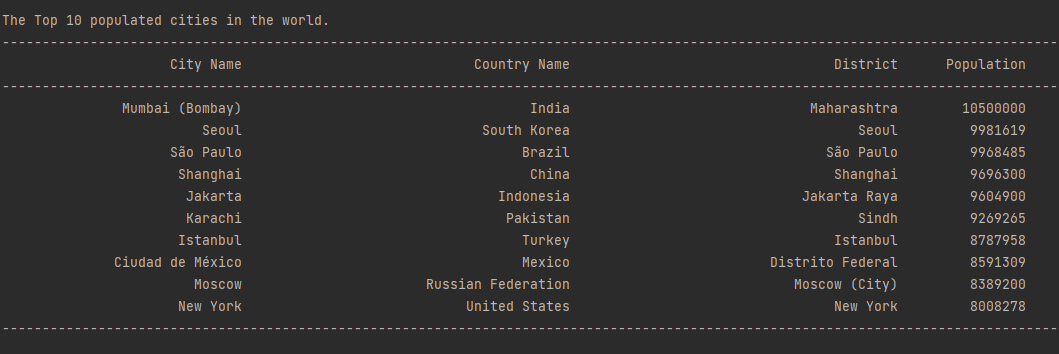 The Top 10 populated cities in the world.
------------------------------------------------------------------------------------------------------------------------------------
City Name Country Name District Population
------------------------------------------------------------------------------------------------------------------------------------
Mumbai (Bombay) India Maharashtra 10500000
Seoul South Korea Seoul 9981619
São Paulo Brazil São Paulo 9968485
Shanghai China Shanghai 9696300
Jakarta Indonesia Jakarta Raya 9604900
Karachi Pakistan Sindh 9269265
Istanbul Turkey Istanbul 8787958
Ciudad de México Mexico Distrito Federal 8591309
Moscow Russian Federation Moscow (City) 8389200
New York United States New York 8008278
------------------------------------------------------------------------------------------------------------------------------------